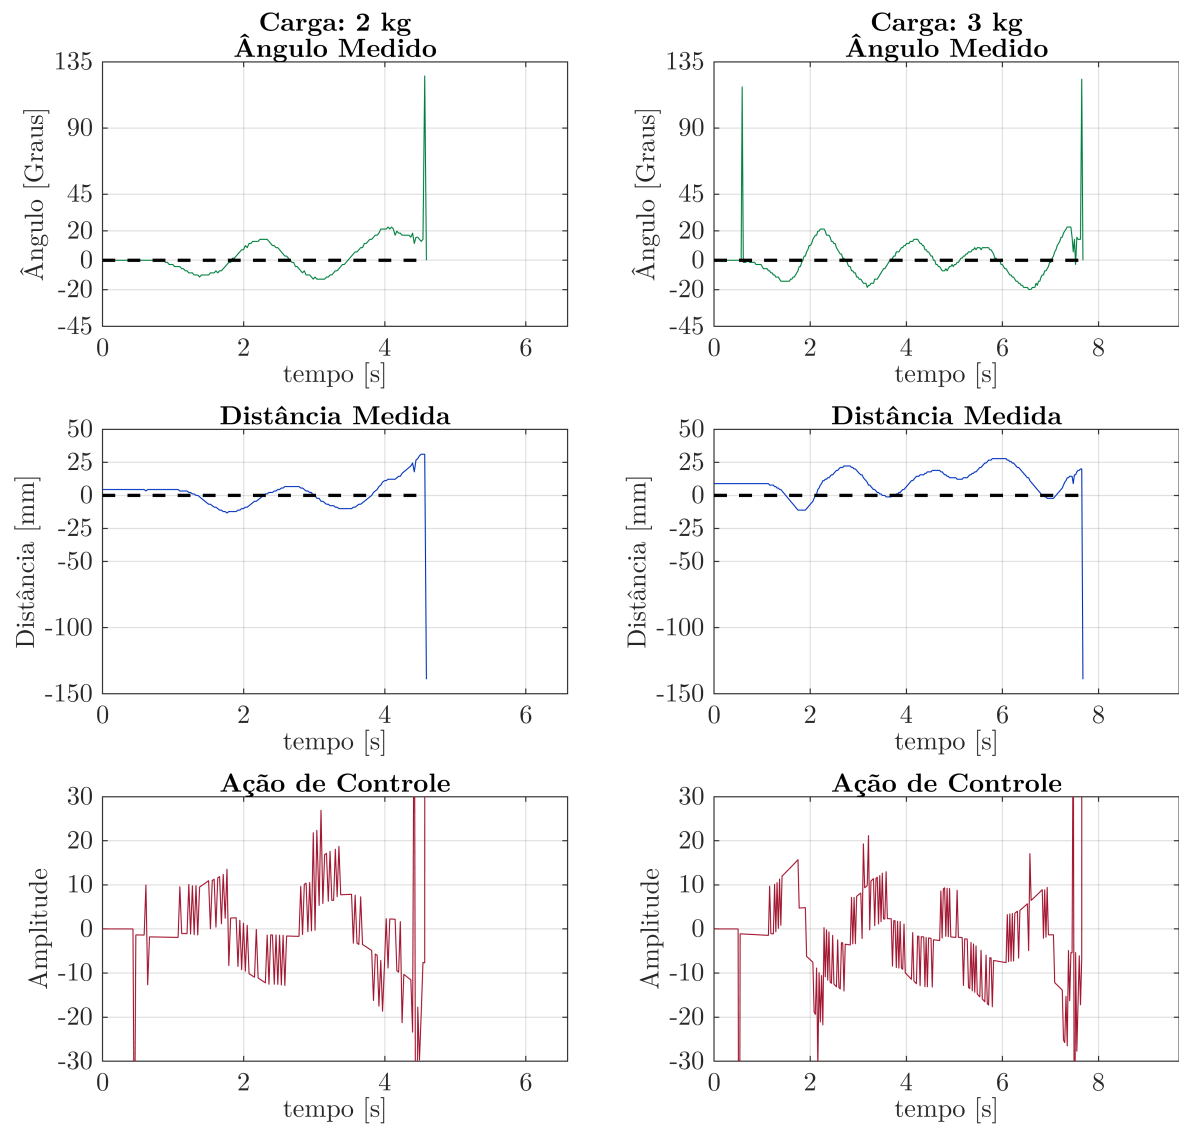 Carga: 2 kg
Ângulo Medido
135
90
45
20
0
-20
-45
Ângulo [Graus]
0 2 4 6
tempo [s]
Carga: 3 kg
Ângulo Medido
135
90
45
20
0
-20
-45
Ângulo [Graus]
0 2 4 6 8
tempo [s]
Distância Medida
50
25
0
-25
-50
-100
-150
Distância [mm]
0 2 4 6
tempo [s]
Distância Medida
50
25
0
-25
-50
-100
-150
Distância [mm]
0 2 4 6 8
tempo [s]
Ação de Controle
30
20
10
0
-10
-20
-30
Amplitude
0 2 4 6
tempo [s]
Ação de Controle
30
20
10
0
-10
-20
-30
Amplitude
0 2 4 6 8
tempo [s]